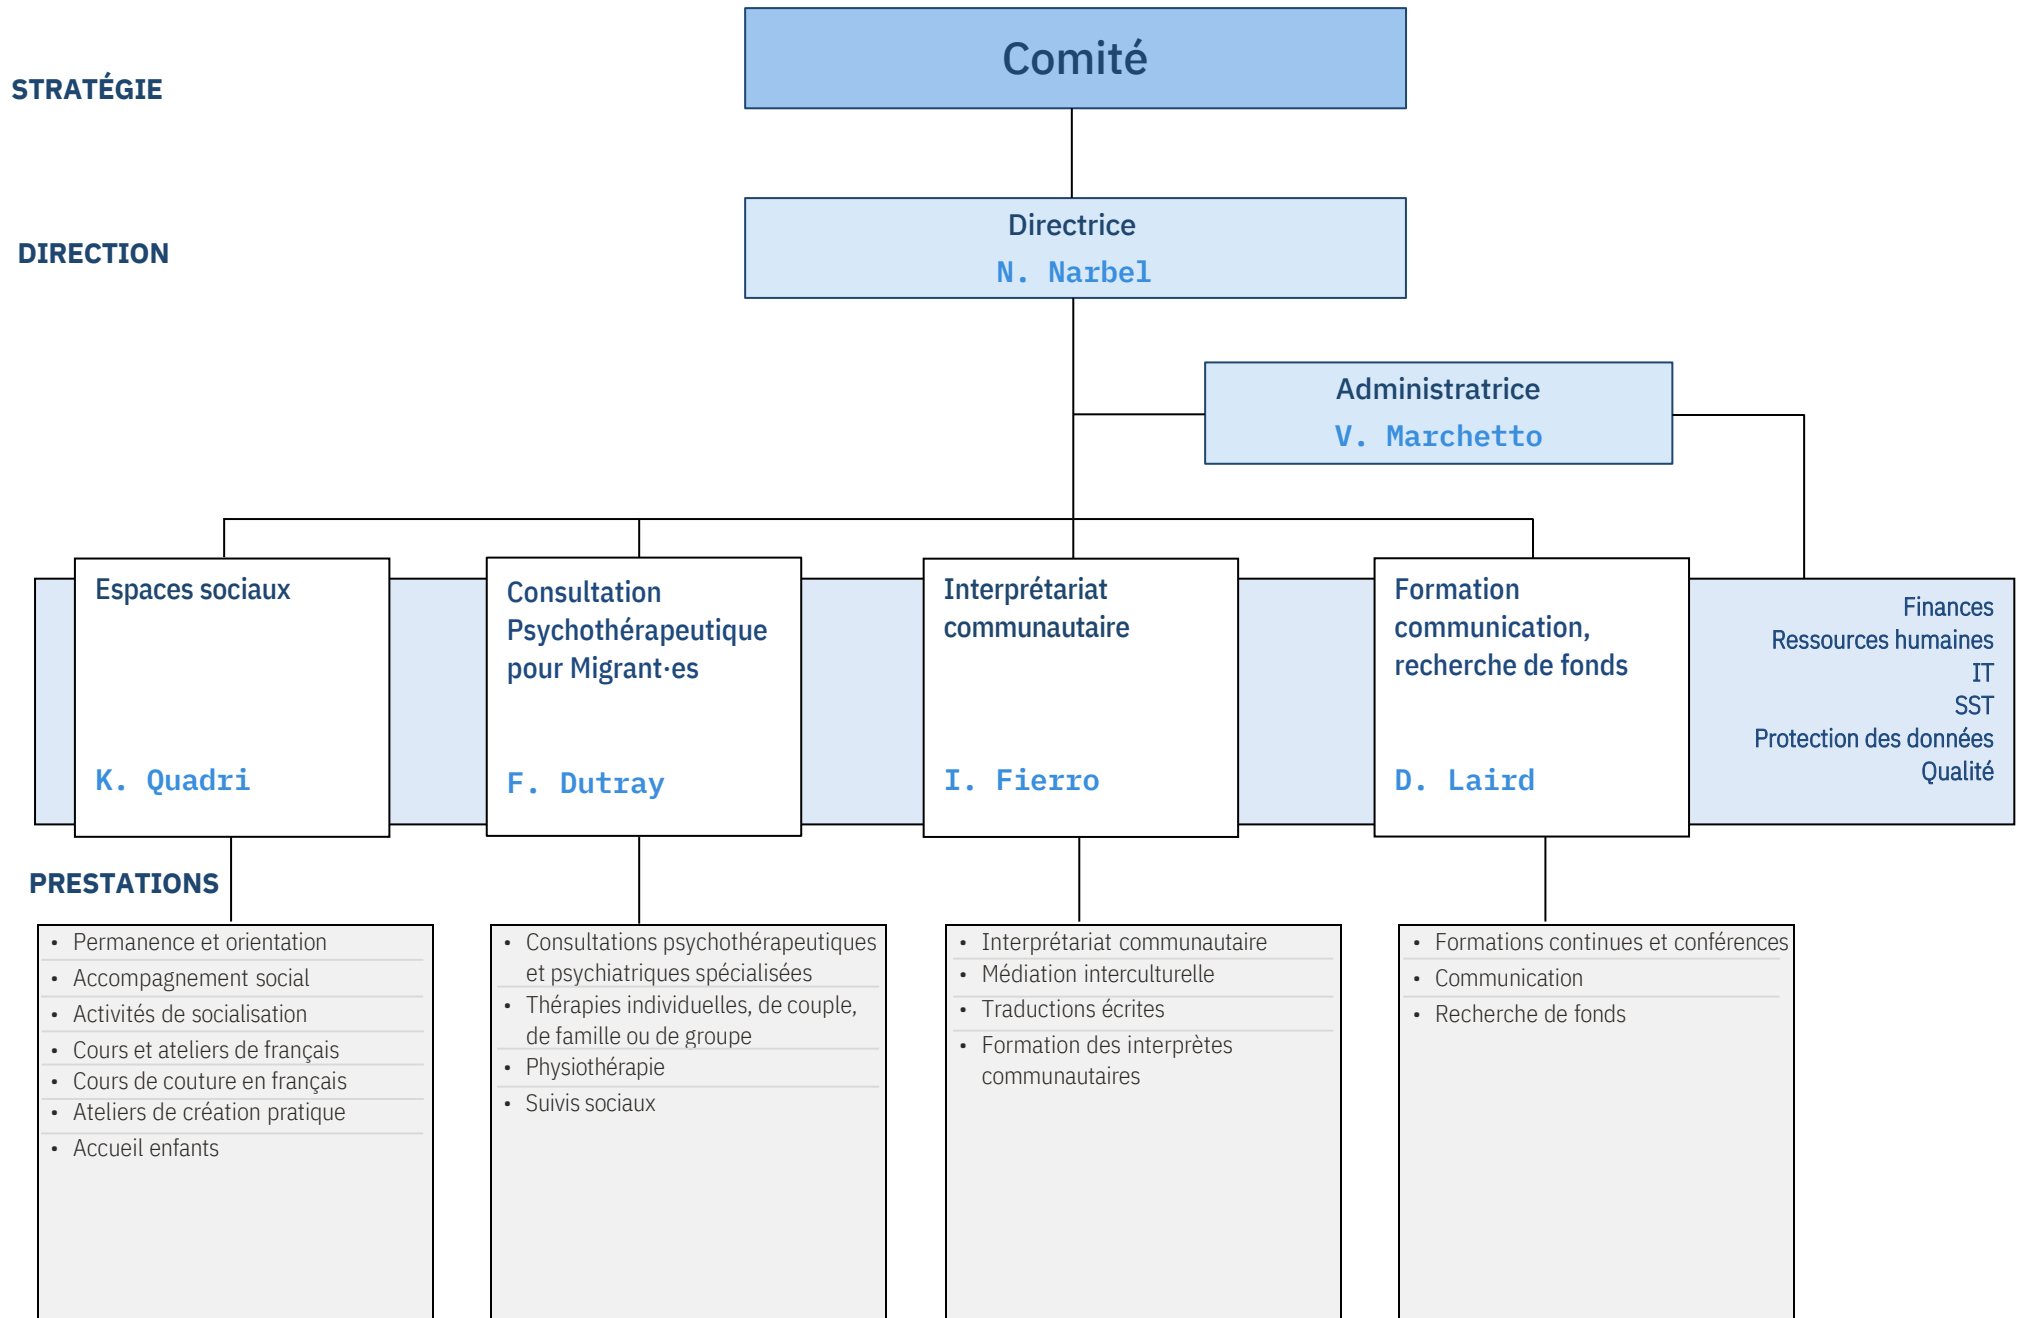 Comité
STRATÉGIE
Directrice
N. Narbel
DIRECTION
Administratrice
V. Marchetto
Espaces sociaux
K. Quadri
Consultation
Psychothérapeutique
pour Migrant·es
F. Dutray
Interprétariat
communautaire
I. Fierro
Formation
communication,
recherche de fonds
D. Laird
Finances
Ressources humaines
IT
SST
Protection des données
Qualité
PRESTATIONS
• Permanence et orientation
• Accompagnement social
• Activités de socialisation
• Cours et ateliers de français
• Cours de couture en français
• Ateliers de création pratique
• Accueil enfants
• Consultations psychothérapeutiques
et psychiatriques spécialisées
• Thérapies individuelles, de couple,
de famille ou de groupe
• Physiothérapie
• Suivis sociaux
• Interprétariat communautaire
• Médiation interculturelle
• Traductions écrites
• Formation des interprètes
communautaires
• Formations continues et conférences
• Communication
• Recherche de fonds